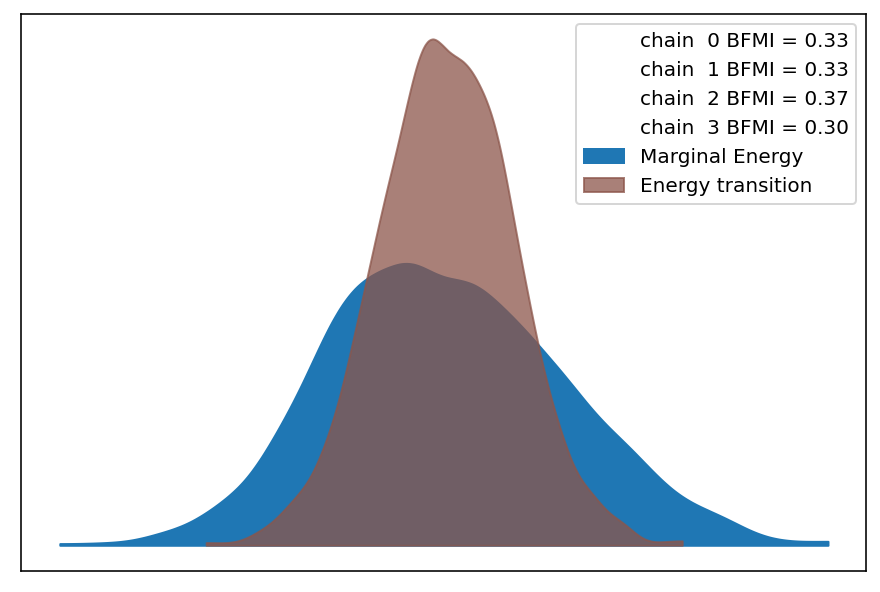 chain  0 BFMI = 0.33
chain  1 BFMI = 0.33
chain  2 BFMI = 0.37
chain  3 BFMI = 0.30
Marginal Energy
Energy transition